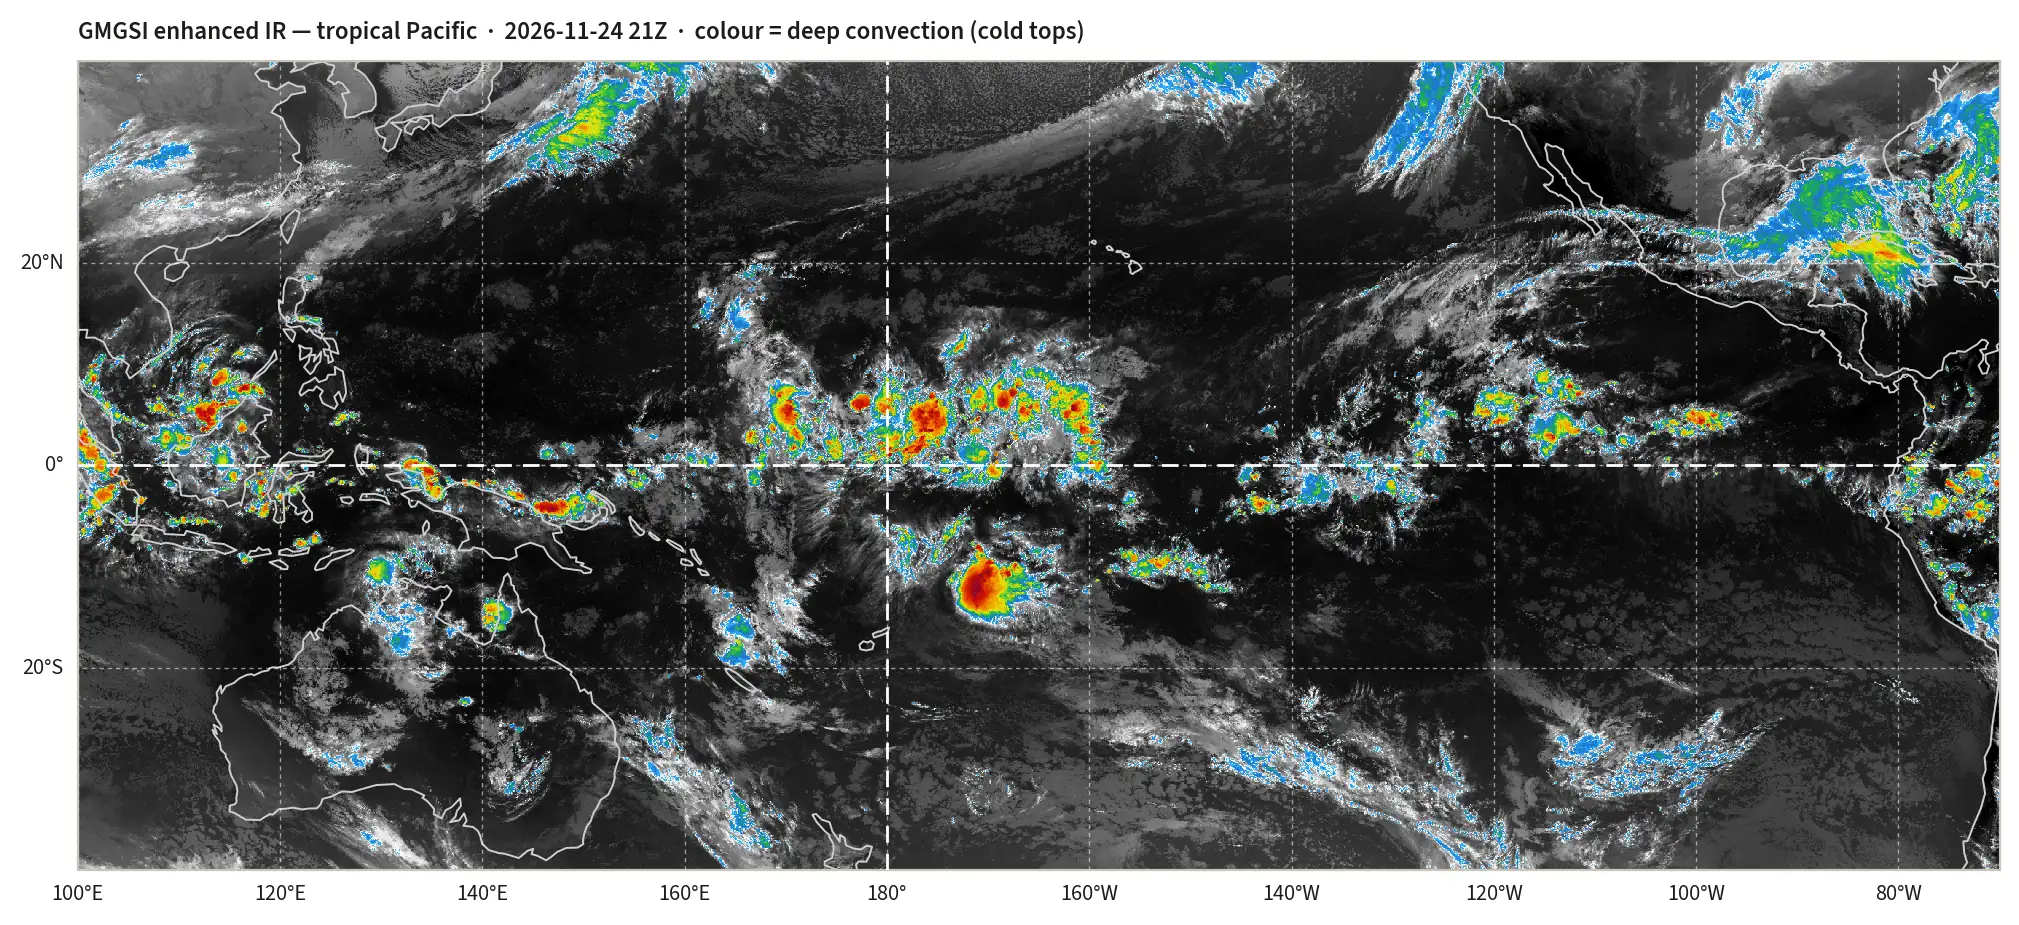 GMGSI enhanced IR — tropical Pacific · 2026-11-24 21Z · colour = deep convection (cold tops)
20°N
0°
20°S
100°E 120°E 140°E 160°E 180° 160°W 140°W 120°W 100°W 80°W